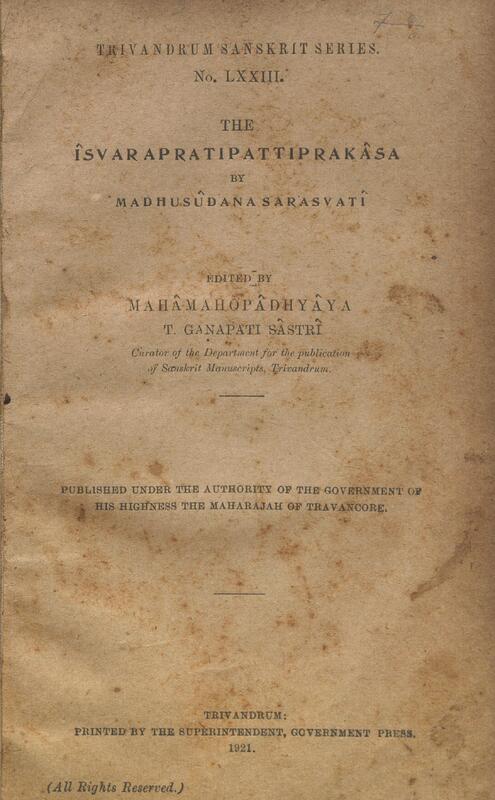 TRIVANDRUM SANSKRIT SERIES.
No. LXXIII.
THE
ÎSVARAPRATIPATTIPRAKÂSA
BY
MADHUSÛDANA SARASVATÎ
EDITED BY
MAHÂMAHOPÂDHYÂYA
T. GANAPATI SÂSTRÎ
Curator of the Department for the publication
of Sanskrit Manuscripts, Trivandrum.
PUBLISHED UNDER THE AUTHORITY OF THE GOVERNMENT OF
HIS HIGHNESS THE MAHARAJAH OF TRAVANCORE.
TRIVANDRUM:
PRINTED BY THE SUPERINTENDENT, GOVERNMENT PRESS,
1921.
(All Rights Reserved.)